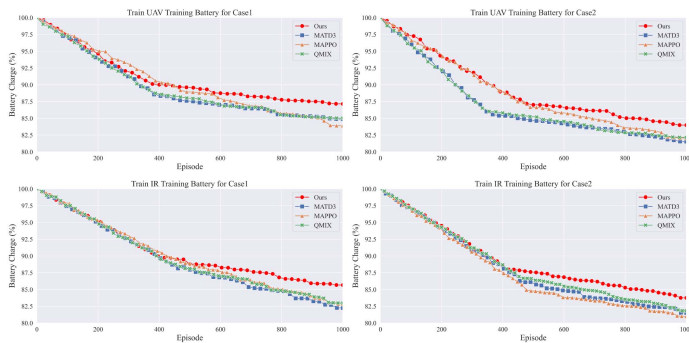 Train UAV Training Battery for Case1
Battery Charge (%)
100.0
97.5
95.0
92.5
90.0
87.5
85.0
82.5
80.0
Ours
MATD3
MAPPO
QMIX
0 200 400 600 800 1000
Episode
Train UAV Training Battery for Case2
Battery Charge (%)
100.0
97.5
95.0
92.5
90.0
87.5
85.0
82.5
80.0
Ours
MATD3
MAPPO
QMIX
0 200 400 600 800 1000
Episode
Train IR Training Battery for Case1
Battery Charge (%)
100.0
97.5
95.0
92.5
90.0
87.5
85.0
82.5
80.0
Ours
MATD3
MAPPO
QMIX
0 200 400 600 800 1000
Episode
Train IR Training Battery for Case2
Battery Charge (%)
100.0
97.5
95.0
92.5
90.0
87.5
85.0
82.5
80.0
Ours
MATD3
MAPPO
QMIX
0 200 400 600 800 1000
Episode